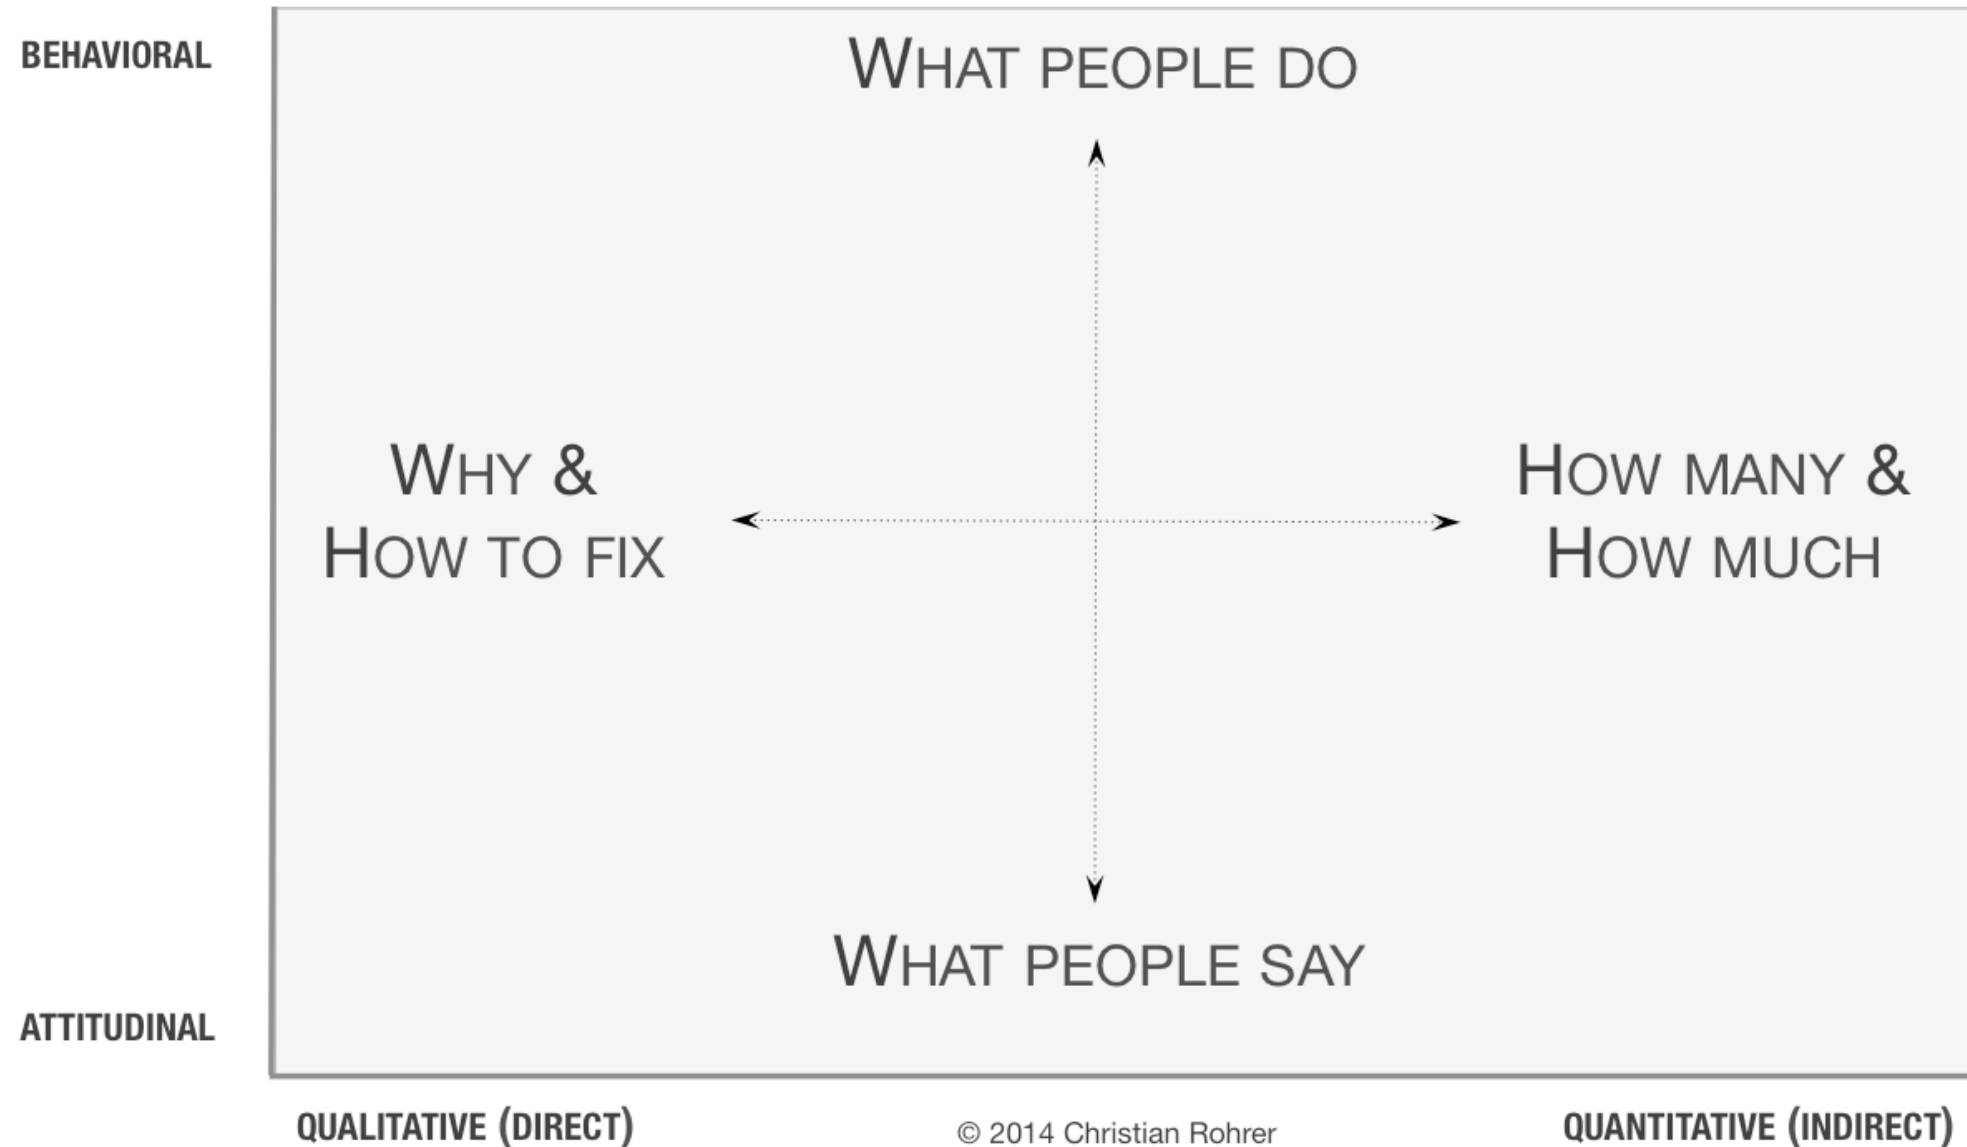 BEHAVIORAL
WHAT PEOPLE DO
WHY &
HOW TO FIX
HOW MANY &
HOW MUCH
WHAT PEOPLE SAY
ATTITUDINAL
QUALITATIVE (DIRECT)
© 2014 Christian Rohrer
QUANTITATIVE (INDIRECT)